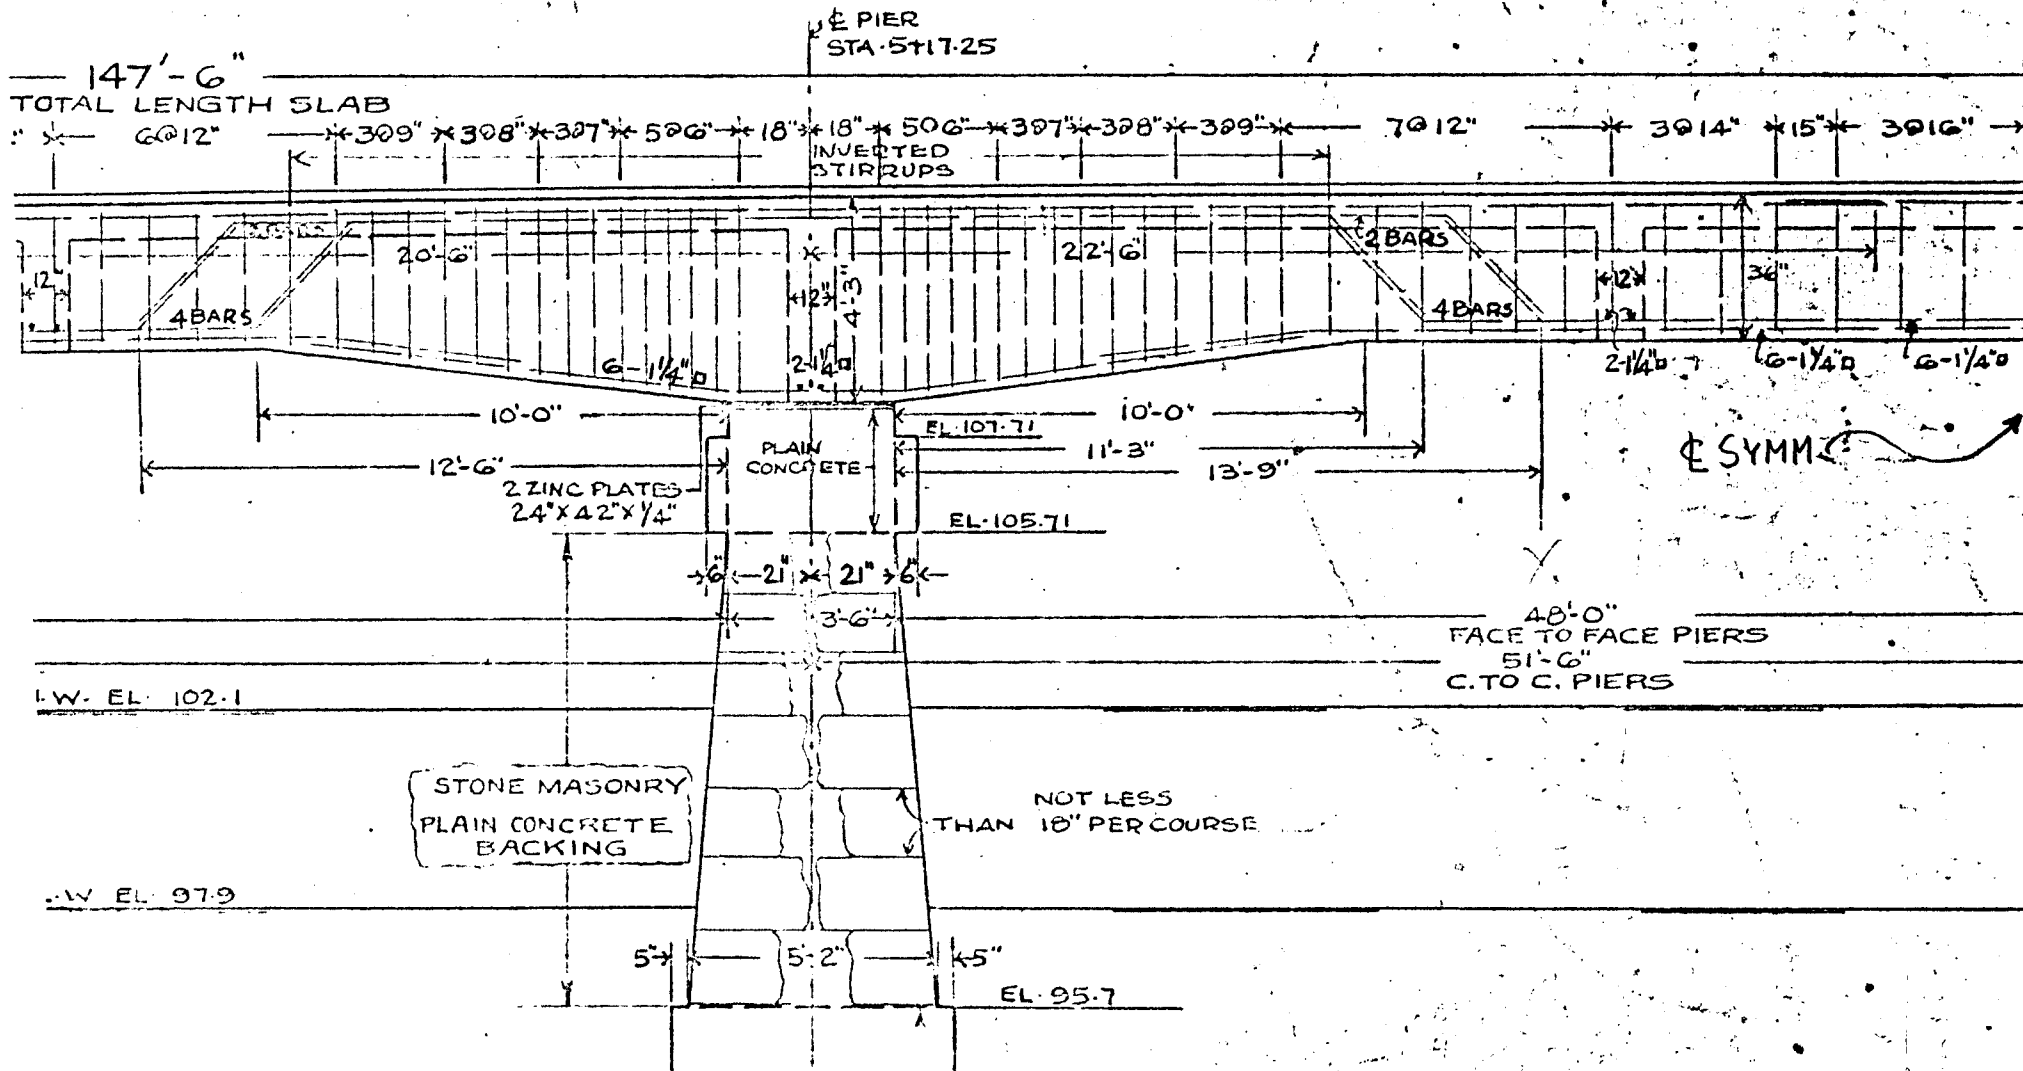 ℄ PIER
STA·5+17.25
147'-6"
TOTAL LENGTH SLAB
6@12" 3@9" 3@8" 3@7" 5@6" 18" 18" 5@6" 3@7" 3@8" 3@9" 7@12" 3@14" 15" 3@16"
INVERTED
STIRRUPS
2 BARS
20'-6" 22'-6"
12 12" 4'-3" 12" 36"
4 BARS 4 BARS
3"
6-1¼"□ 2-1¼"□ 2-1¼"□ 6-1¼"□ 6-1¼"□
10'-0" 10'-0"
EL·107.71
PLAIN
CONCRETE
11'-3"
℄ SYMM
12'-6" 13'-9"
2 ZINC PLATES
24"X42"X¼"
EL·105.71
6" 21" 21" 6"
3'-6"
48'-0"
FACE TO FACE PIERS
51'-6"
C. TO C. PIERS
W. EL. 102.1
STONE MASONRY
PLAIN CONCRETE
BACKING
NOT LESS
THAN 18" PER COURSE
W EL. 97.9
5" 5'-2" 5"
EL·95.7